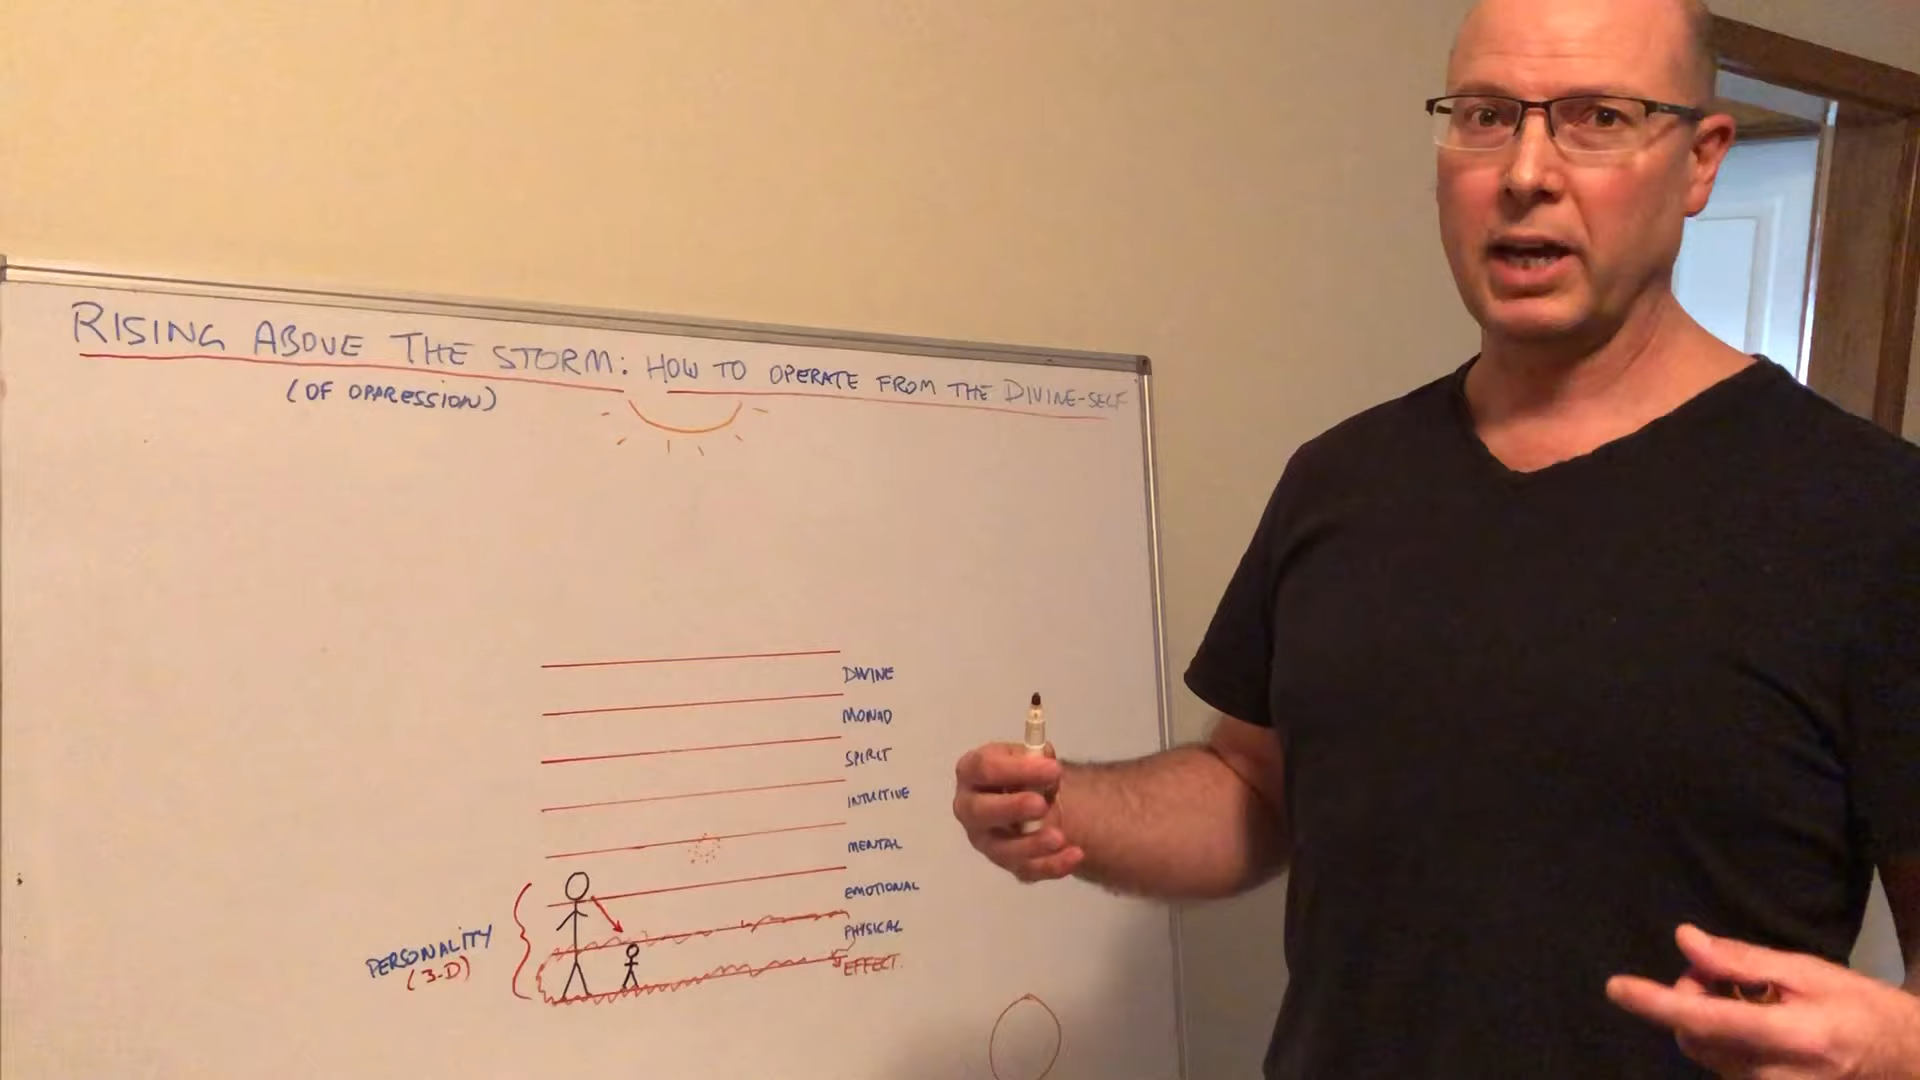 RISING ABOVE THE STORM: HOW TO OPERATE FROM THE DIVINE-SELF
(OF OPPRESSION)
DIVINE
MONAD
SPIRIT
INTUITIVE
MENTAL
EMOTIONAL
PHYSICAL
EFFECT.
PERSONALITY
(3-D)